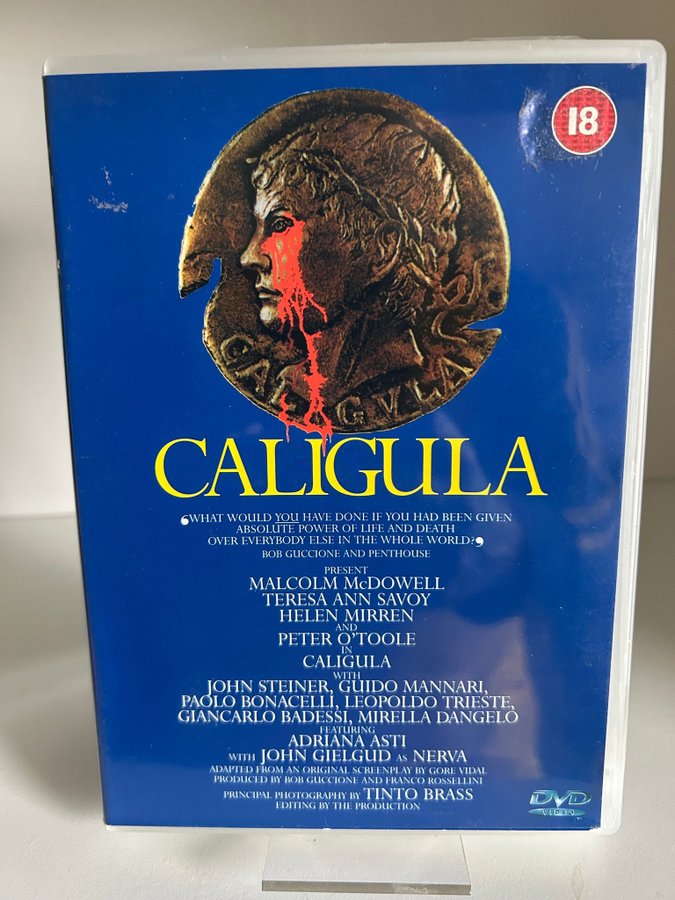 18
CALIGULA
CALIGULA
‘WHAT WOULD YOU HAVE DONE IF YOU HAD BEEN GIVEN
ABSOLUTE POWER OF LIFE AND DEATH
OVER EVERYBODY ELSE IN THE WHOLE WORLD?’
BOB GUCCIONE AND PENTHOUSE
PRESENT
MALCOLM McDOWELL
TERESA ANN SAVOY
HELEN MIRREN
AND
PETER O'TOOLE
IN
CALIGULA
WITH
JOHN STEINER, GUIDO MANNARI,
PAOLO BONACELLI, LEOPOLDO TRIESTE,
GIANCARLO BADESSI, MIRELLA DANGELO
FEATURING
ADRIANA ASTI
WITH JOHN GIELGUD AS NERVA
ADAPTED FROM AN ORIGINAL SCREENPLAY BY GORE VIDAL
PRODUCED BY BOB GUCCIONE AND FRANCO ROSSELLINI
PRINCIPAL PHOTOGRAPHY BY TINTO BRASS
EDITING BY THE PRODUCTION
DVD
VIDEO